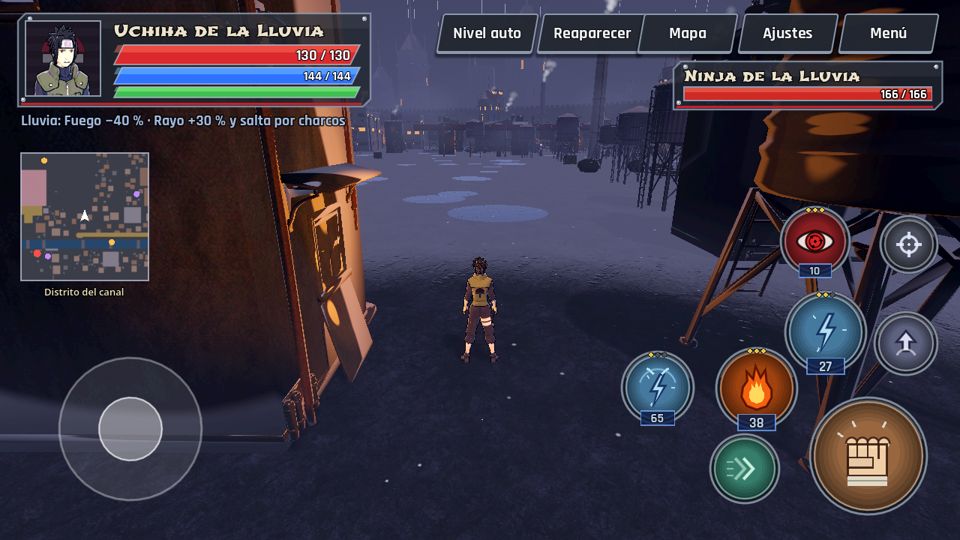 Uchiha de la Lluvia
130 / 130
144 / 144
Lluvia: Fuego −40 % · Rayo +30 % y salta por charcos
Nivel auto
Reaparecer
Mapa
Ajustes
Menú
Ninja de la Lluvia
166 / 166
Distrito del canal
10
27
65
38